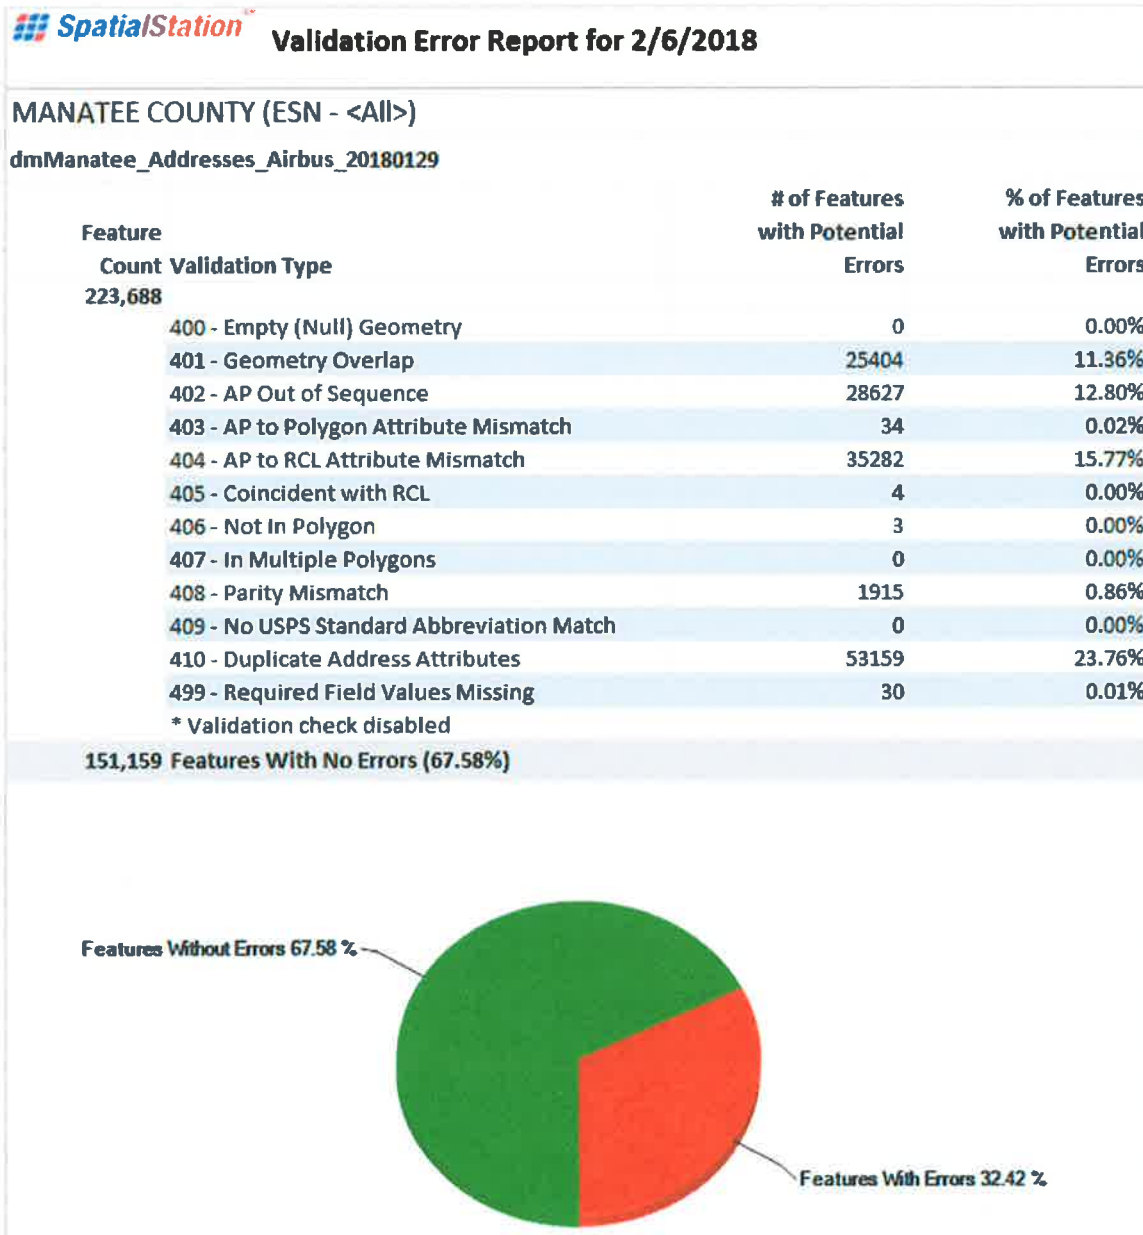 SpatialStation™ Validation Error Report for 2/6/2018
MANATEE COUNTY (ESN - <All>)
dmManatee_Addresses_Airbus_20180129
# of Features % of Features
Feature with Potential with Potential
Count Validation Type Errors Errors
223,688
400 - Empty (Null) Geometry 0 0.00%
401 - Geometry Overlap 25404 11.36%
402 - AP Out of Sequence 28627 12.80%
403 - AP to Polygon Attribute Mismatch 34 0.02%
404 - AP to RCL Attribute Mismatch 35282 15.77%
405 - Coincident with RCL 4 0.00%
406 - Not In Polygon 3 0.00%
407 - In Multiple Polygons 0 0.00%
408 - Parity Mismatch 1915 0.86%
409 - No USPS Standard Abbreviation Match 0 0.00%
410 - Duplicate Address Attributes 53159 23.76%
499 - Required Field Values Missing 30 0.01%
* Validation check disabled
151,159 Features With No Errors (67.58%)
Features Without Errors 67.58 %
Features With Errors 32.42 %